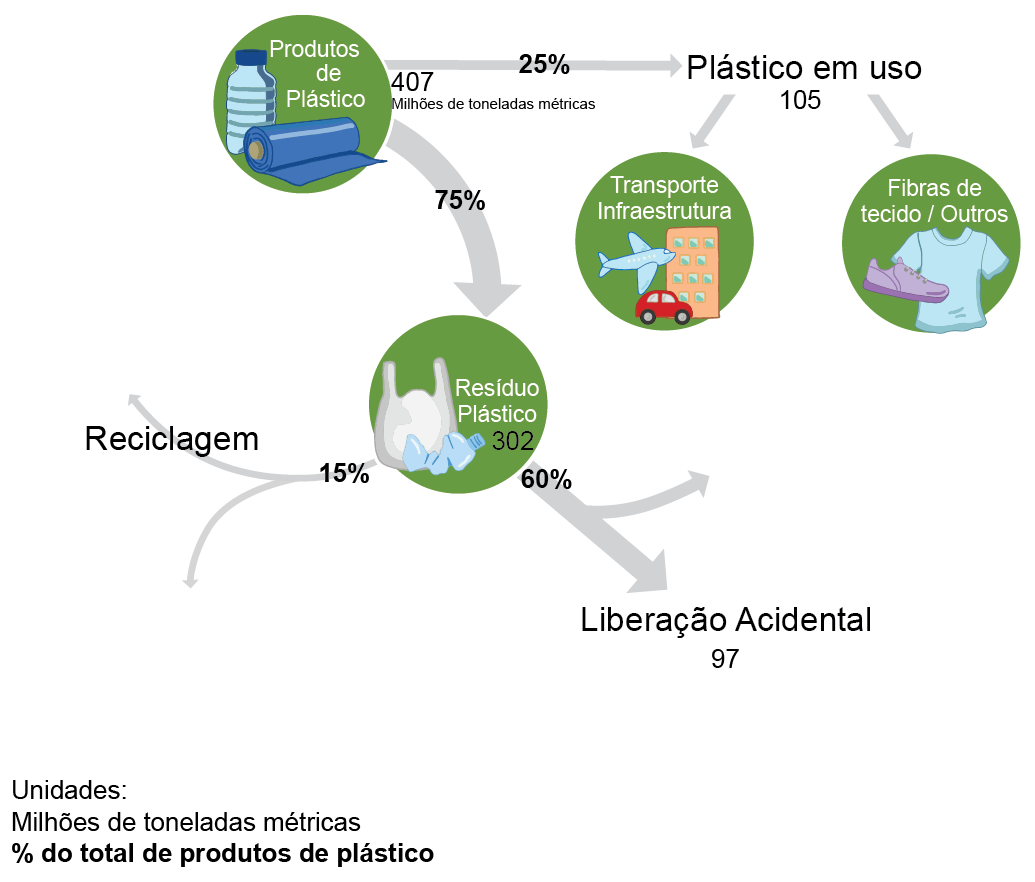 Produtos
de
Plástico
407
Milhões de toneladas métricas
25%
Plástico em uso
105
75%
Transporte
Infraestrutura
Fibras de
tecido / Outros
Resíduo
Plástico
302
Reciclagem
15%
60%
Liberação Acidental
97
Unidades:
Milhões de toneladas métricas
% do total de produtos de plástico